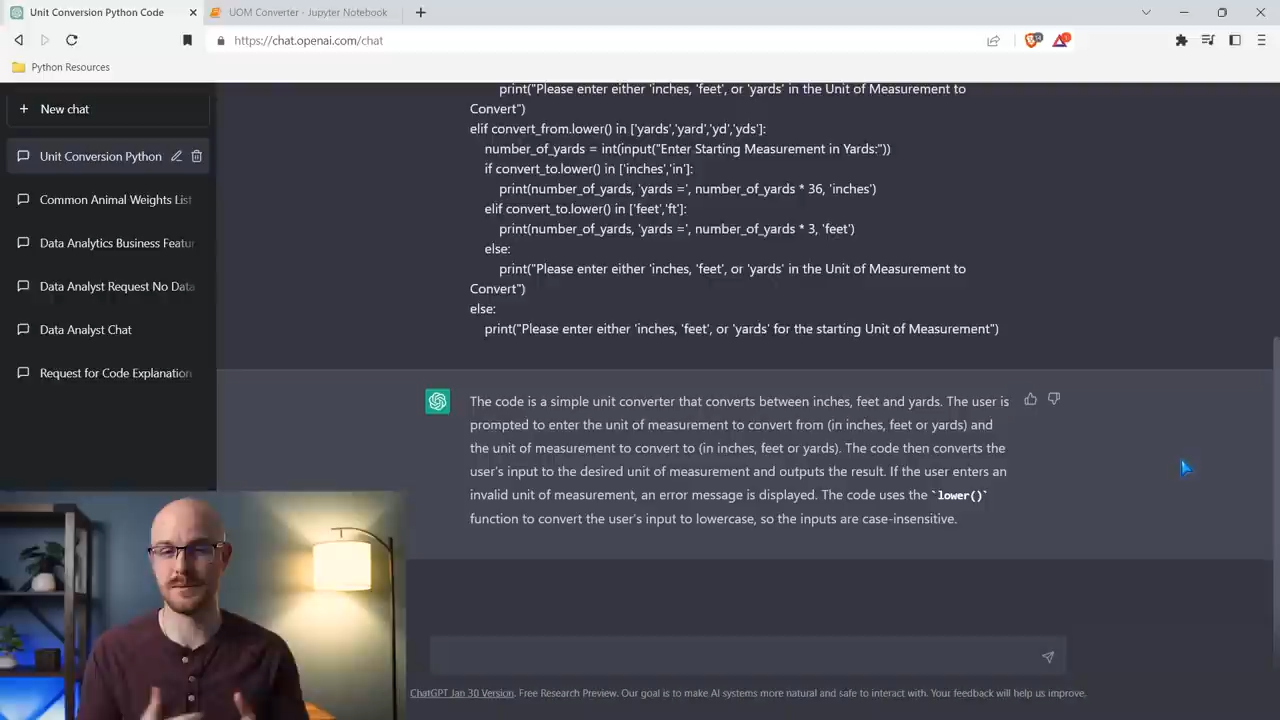 Unit Conversion Python Code
UOM Converter - Jupyter Notebook
https://chat.openai.com/chat
Python Resources
New chat
Unit Conversion Python
Common Animal Weights List
Data Analytics Business Featur
Data Analyst Request No Data
Data Analyst Chat
Request for Code Explanation
print("Please enter either 'inches, 'feet', or 'yards' in the Unit of Measurement to
Convert")
elif convert_from.lower() in ['yards','yard','yd','yds']:
number_of_yards = int(input("Enter Starting Measurement in Yards:"))
if convert_to.lower() in ['inches','in']:
print(number_of_yards, 'yards =', number_of_yards * 36, 'inches')
elif convert_to.lower() in ['feet','ft']:
print(number_of_yards, 'yards =', number_of_yards * 3, 'feet')
else:
print("Please enter either 'inches, 'feet', or 'yards' in the Unit of Measurement to
Convert")
else:
print("Please enter either 'inches, 'feet', or 'yards' for the starting Unit of Measurement")
The code is a simple unit converter that converts between inches, feet and yards. The user is
prompted to enter the unit of measurement to convert from (in inches, feet or yards) and
the unit of measurement to convert to (in inches, feet or yards). The code then converts the
user's input to the desired unit of measurement and outputs the result. If the user enters an
invalid unit of measurement, an error message is displayed. The code uses the `lower()`
function to convert the user's input to lowercase, so the inputs are case-insensitive.
ChatGPT Jan 30 Version. Free Research Preview. Our goal is to make AI systems more natural and safe to interact with. Your feedback will help us improve.